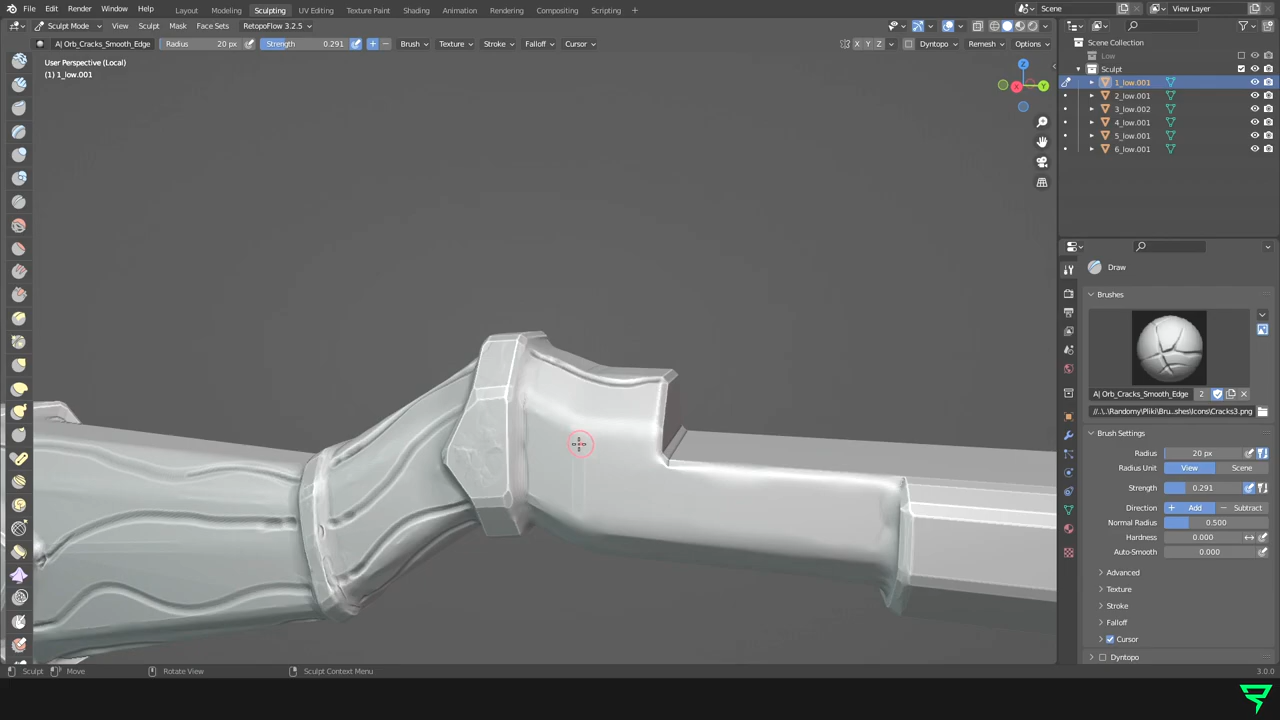 File Edit Render Window Help Layout Modeling Sculpting UV Editing Texture Paint Shading Animation Rendering Compositing Scripting + Scene View Layer
Sculpt Mode View Sculpt Mask Face Sets RetopoFlow 3.2.5
A| Orb_Cracks_Smooth_Edge Radius 20 px Strength 0.291 + − Brush Texture Stroke Falloff Cursor X Y Z Dyntopo Remesh Options
User Perspective (Local)
(1) 1_low.001
Z
X
Y
Scene Collection
Low
Sculpt
1_low.001
2_low.001
3_low.002
4_low.001
5_low.001
6_low.001
Draw
Brushes
A| Orb_Cracks_Smooth_Edge 2
//..\..\Randomy/Pliki\Bru...shes\Icons\Cracks3.png
Brush Settings
Radius 20 px
Radius Unit View Scene
Strength 0.291
Direction + Add − Subtract
Normal Radius 0.500
Hardness 0.000
Auto-Smooth 0.000
Advanced
Texture
Stroke
Falloff
Cursor
Dyntopo
Sculpt Move Rotate View Sculpt Context Menu 3.0.0